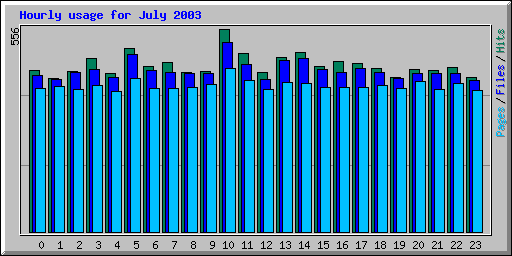 Hourly usage for July 2003
556
Pages/Files/Hits
0 1 2 3 4 5 6 7 8 9 10 11 12 13 14 15 16 17 18 19 20 21 22 23